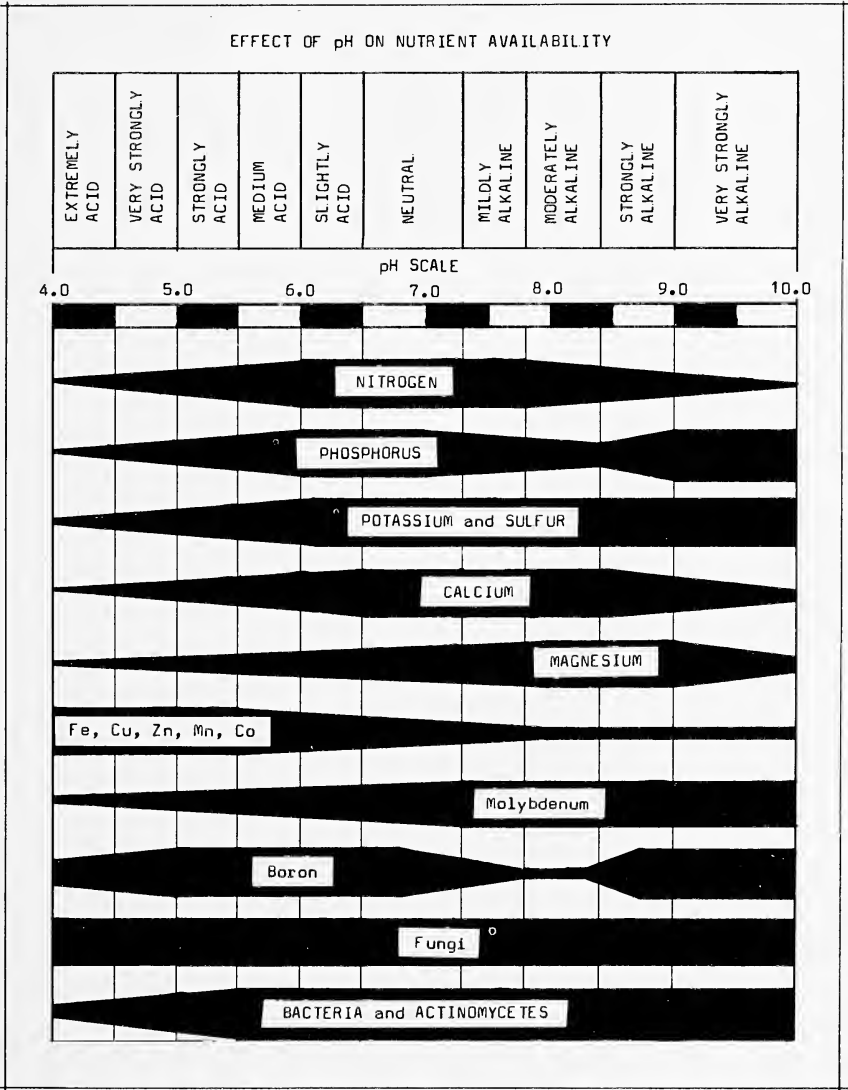 EFFECT OF pH ON NUTRIENT AVAILABILITY
EXTREMELY
ACID
VERY STRONGLY
ACID
STRONGLY
ACID
MEDIUM
ACID
SLIGHTLY
ACID
NEUTRAL
MILDLY
ALKALINE
MODERATELY
ALKALINE
STRONGLY
ALKALINE
VERY STRONGLY
ALKALINE
pH SCALE
4.0 5.0 6.0 7.0 8.0 9.0 10.0
NITROGEN
PHOSPHORUS
POTASSIUM and SULFUR
CALCIUM
MAGNESIUM
Fe, Cu, Zn, Mn, Co
Molybdenum
Boron
Fungi
BACTERIA and ACTINOMYCETES